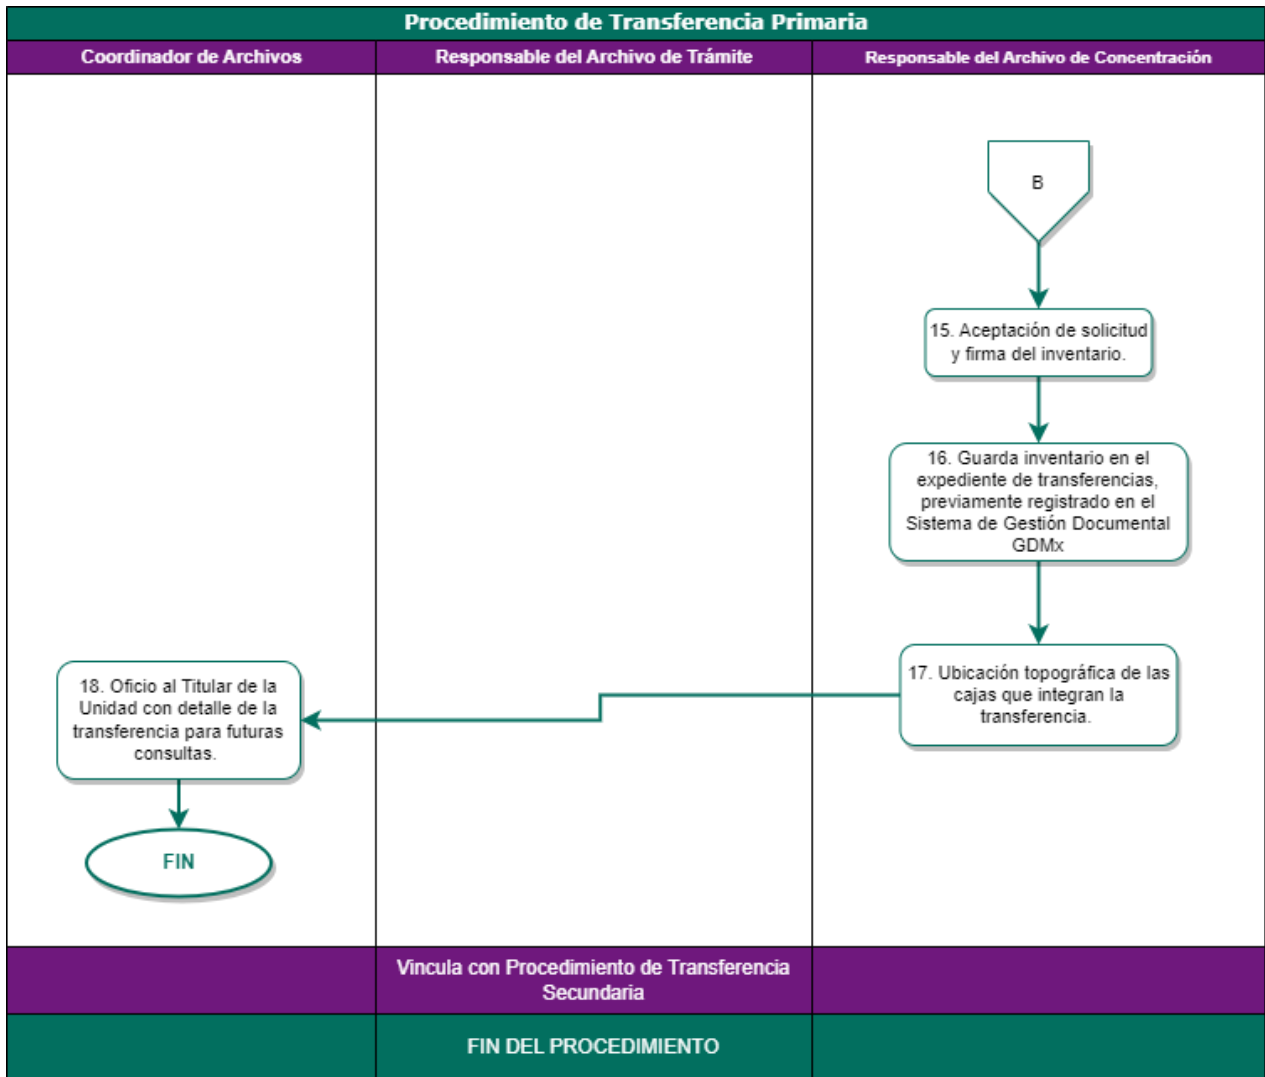 Procedimiento de Transferencia Primaria
Coordinador de Archivos
Responsable del Archivo de Trámite
Responsable del Archivo de Concentración
B
15. Aceptación de solicitud
y firma del inventario.
16. Guarda inventario en el
expediente de transferencias,
previamente registrado en el
Sistema de Gestión Documental
GDMx
17. Ubicación topográfica de las
cajas que integran la
transferencia.
18. Oficio al Titular de la
Unidad con detalle de la
transferencia para futuras
consultas.
FIN
Vincula con Procedimiento de Transferencia
Secundaria
FIN DEL PROCEDIMIENTO